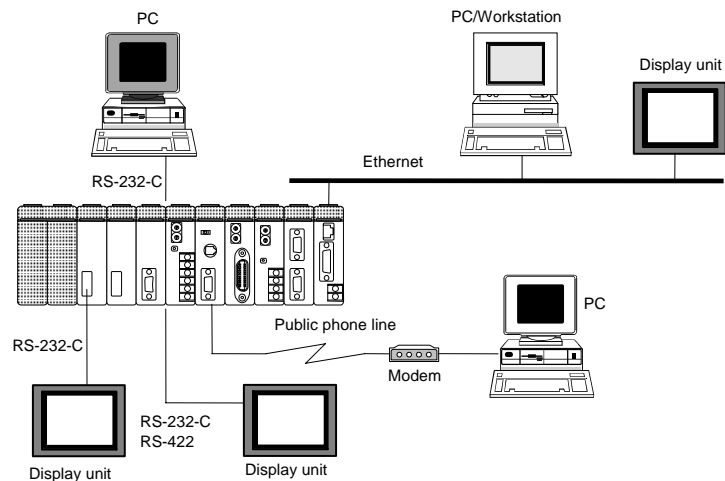 PC
PC/Workstation
Display unit
Ethernet
RS-232-C
PC
Public phone line
RS-232-C
Modem
RS-232-C
RS-422
Display unit
Display unit